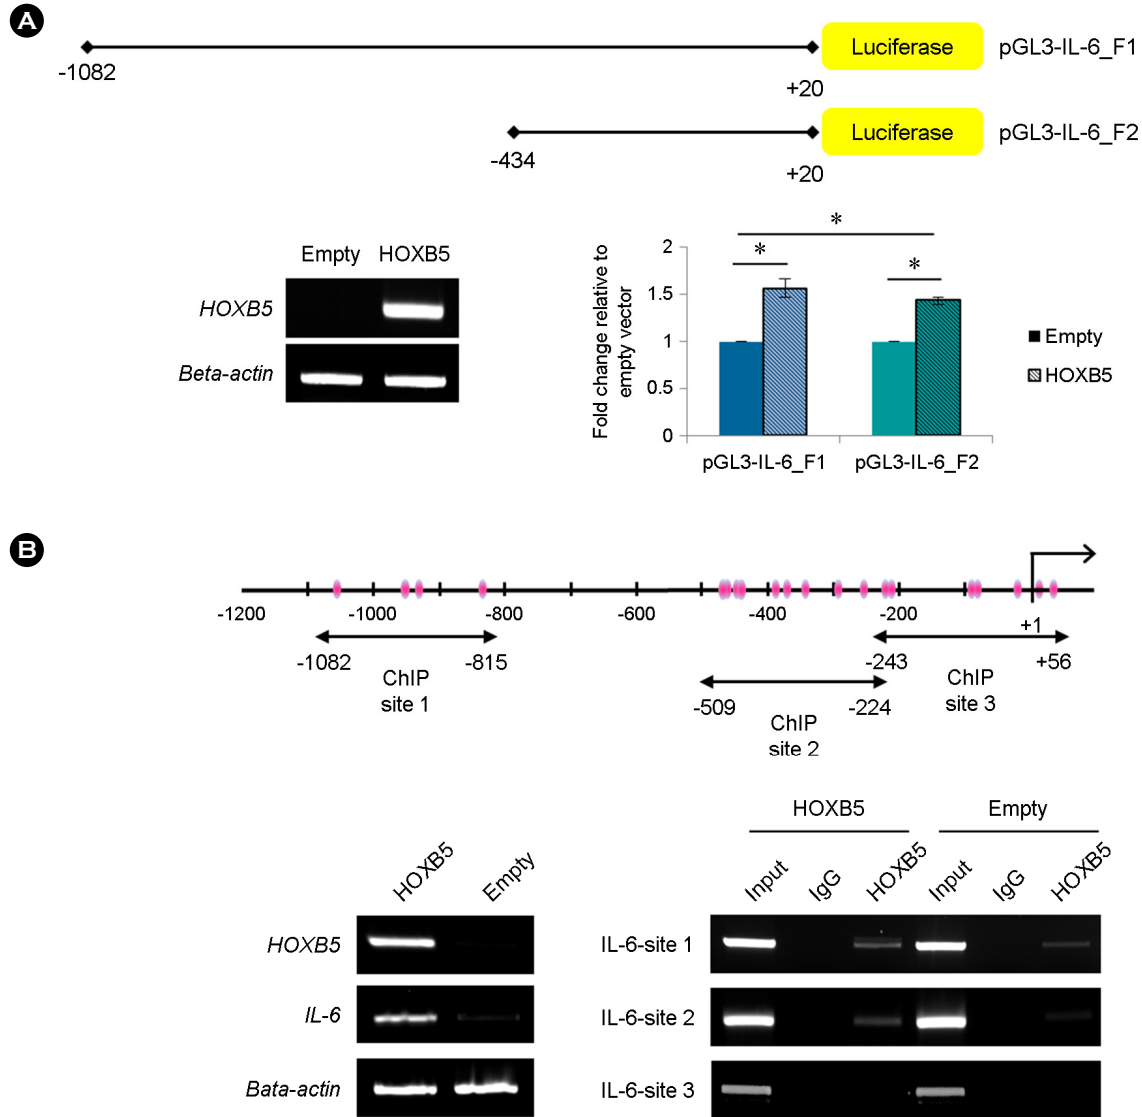 A
Luciferase
pGL3-IL-6_F1
-1082
+20
Luciferase
pGL3-IL-6_F2
-434
+20
Empty HOXB5
HOXB5
Beta-actin
Fold change relative to
empty vector
2
1.5
1
0.5
0
*
*
*
pGL3-IL-6_F1
pGL3-IL-6_F2
Empty
HOXB5
B
-1200 -1000 -800 -600 -400 -200 +1
-1082 -815
ChIP
site 1
-243 +56
ChIP
site 3
-509 -224
ChIP
site 2
HOXB5 Empty
HOXB5
IL-6
Bata-actin
HOXB5 Empty
Input IgG HOXB5 Input IgG HOXB5
IL-6-site 1
IL-6-site 2
IL-6-site 3